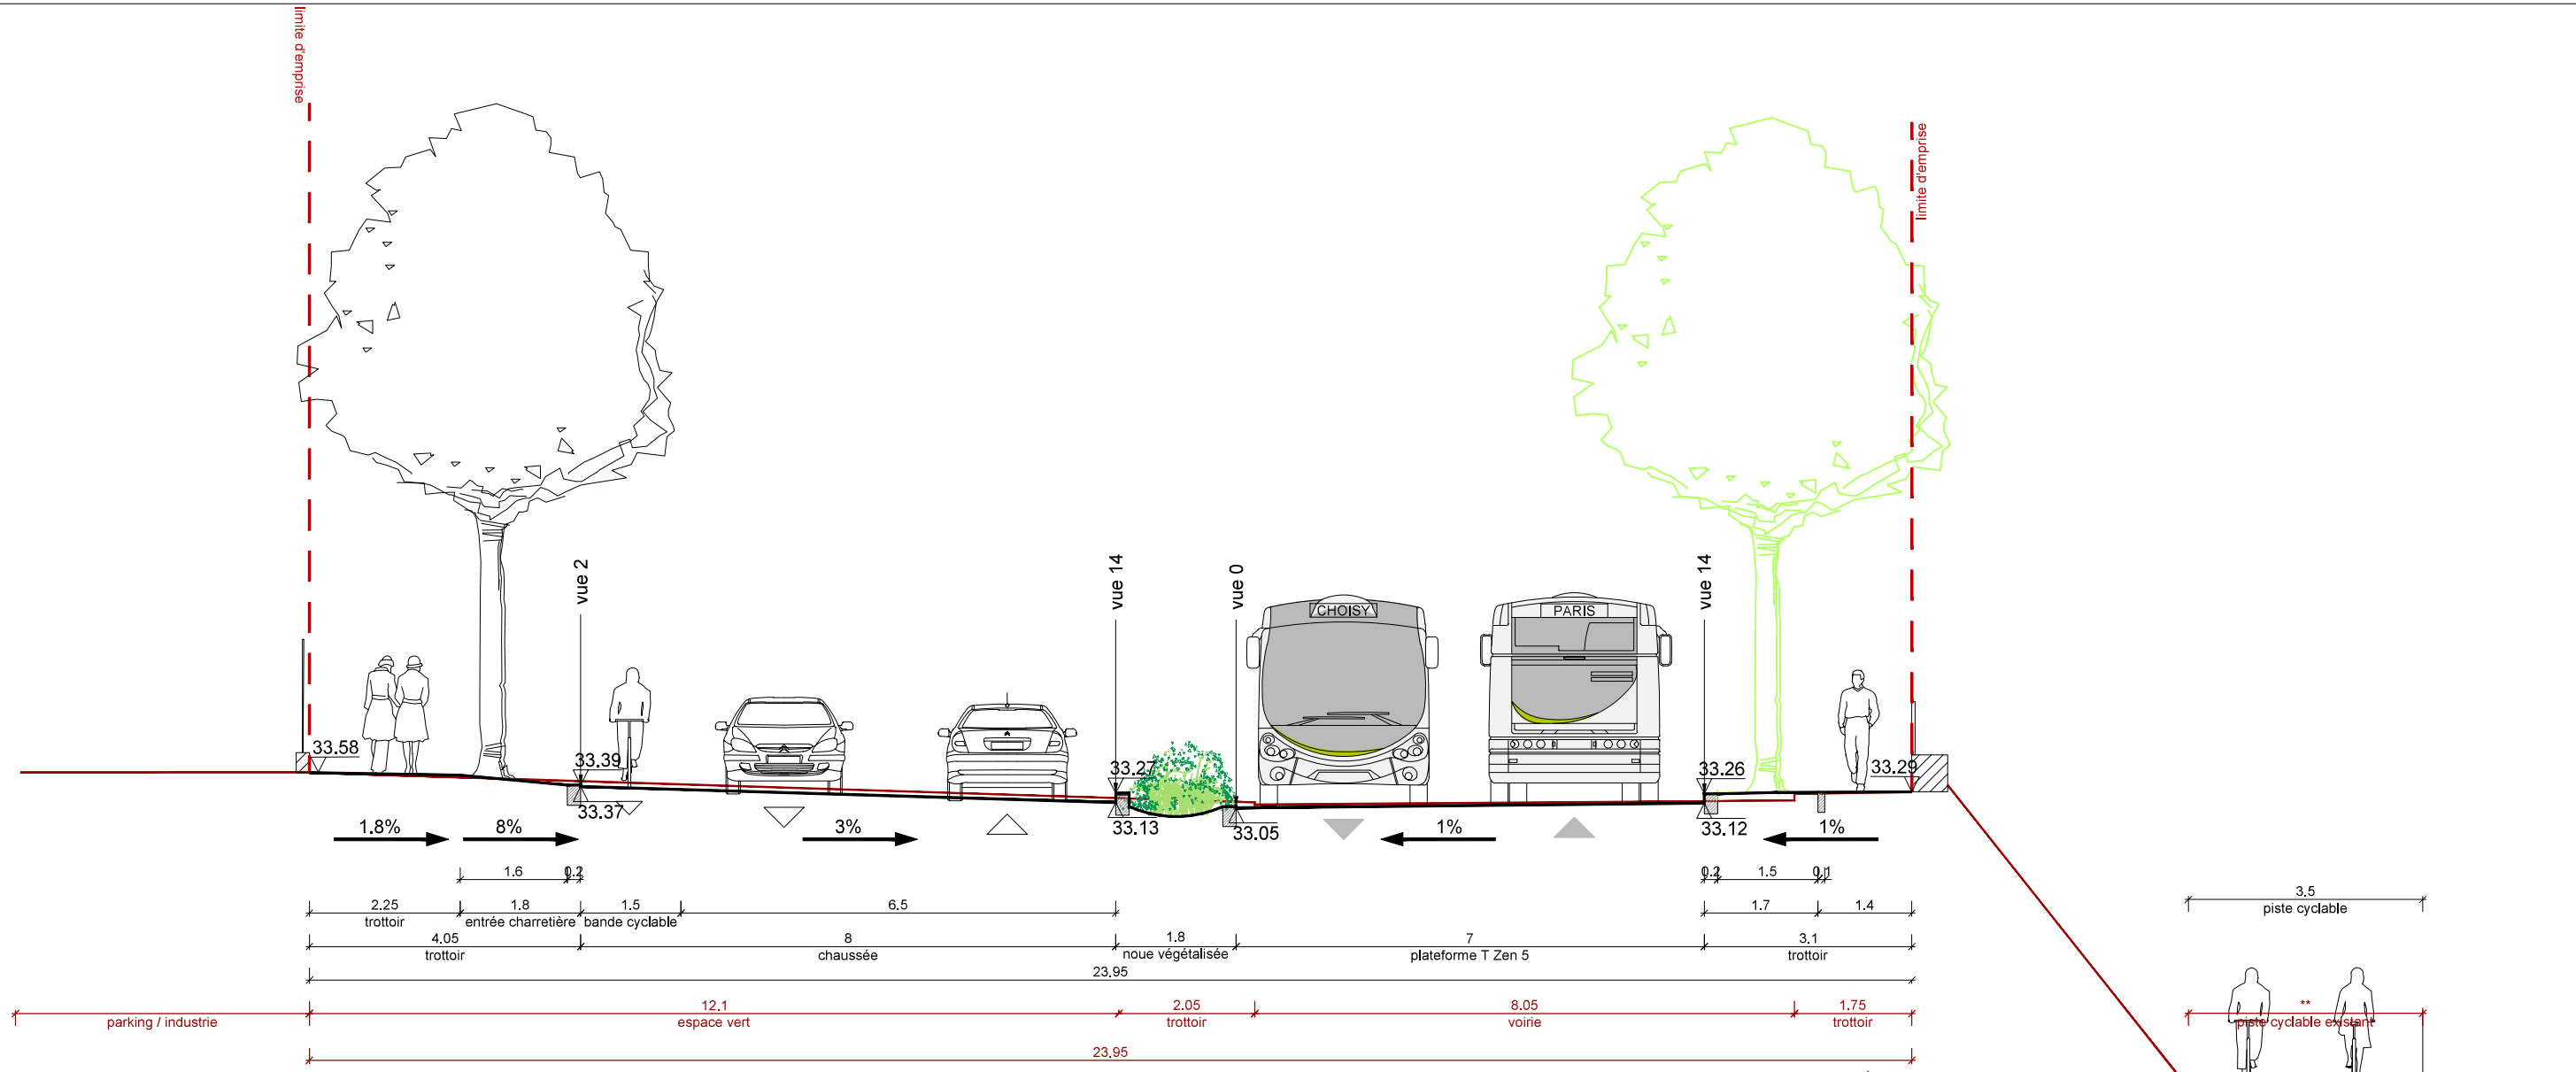 limite d'emprise
limite d'emprise
vue 2
vue 14
vue 0
vue 14
CHOISY
PARIS
33.58
33.39
33.27
33.26
33.29
33.37
33.13
33.05
33.12
1.8%
8%
3%
1%
1%
1.6
0.2
0.2
1.5
0.1
2.25
1.8
1.5
6.5
1.7
1.4
3.5
trottoir
entrée charretière
bande cyclable
piste cyclable
4.05
8
1.8
7
3.1
trottoir
chaussée
noue végétalisée
plateforme T Zen 5
trottoir
23.95
12.1
2.05
8.05
1.75
**
parking / industrie
espace vert
trottoir
voirie
trottoir
piste cyclable existant
23.95